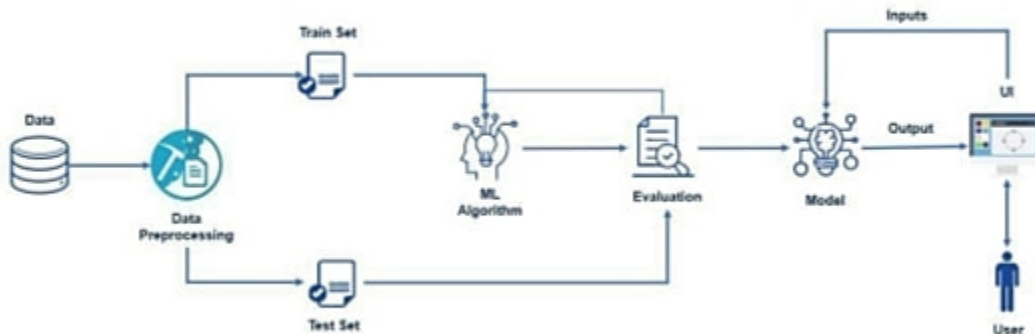 Inputs
Train Set
UI
Data
Output
ML
Algorithm
Evaluation
Model
Data
Preprocessing
Test Set
User